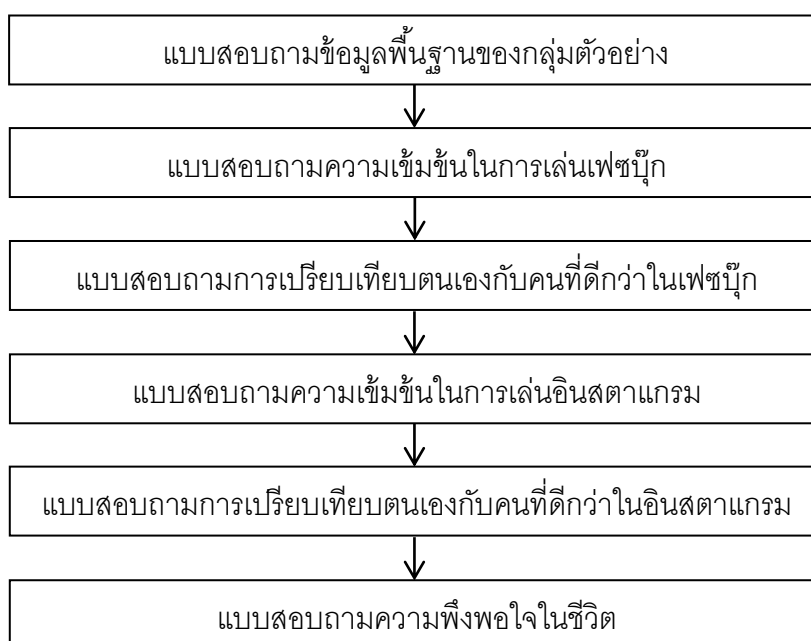 แบบสอบถามข้อมูลพื้นฐานของกลุ่มตัวอย่าง
แบบสอบถามความเข้มข้นในการเล่นเฟซบุ๊ก
แบบสอบถามการเปรียบเทียบตนเองกับคนที่ดีกว่าในเฟซบุ๊ก
แบบสอบถามความเข้มข้นในการเล่นอินสตาแกรม
แบบสอบถามการเปรียบเทียบตนเองกับคนที่ดีกว่าในอินสตาแกรม
แบบสอบถามความพึงพอใจในชีวิต